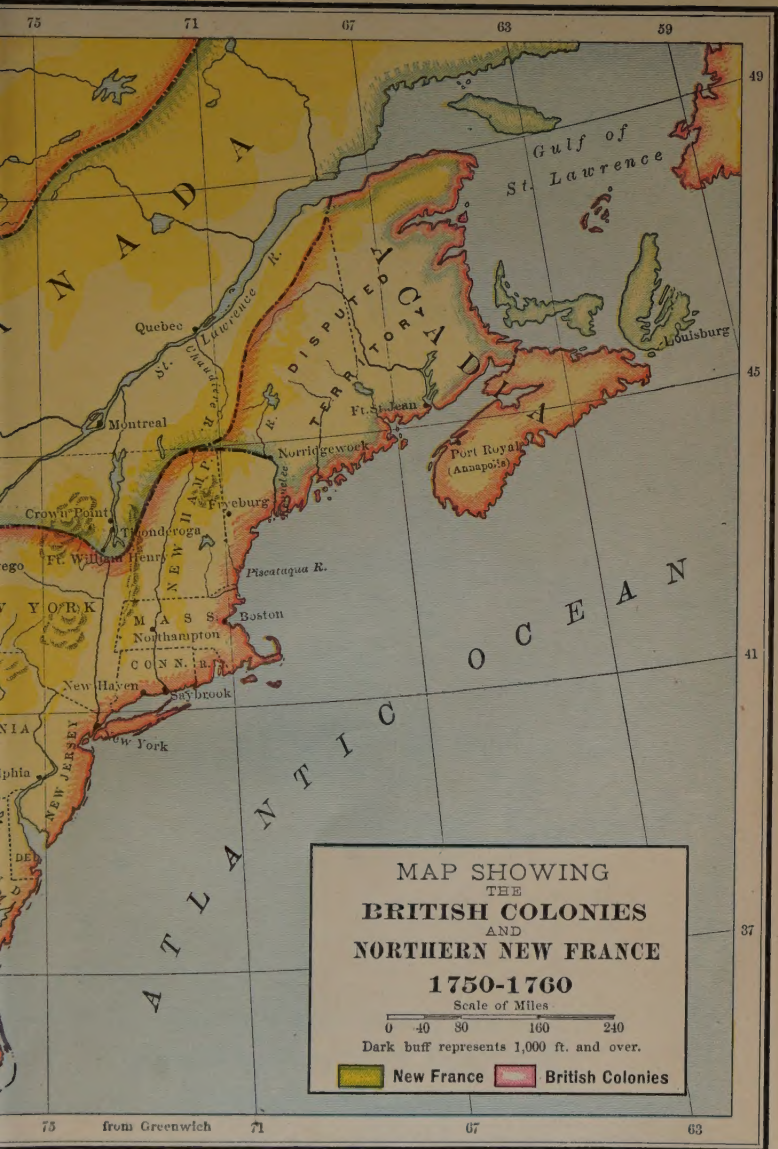 75 71 67 63 59
49
Gulf of
St. Lawrence
CANADA
Quebec
St. Lawrence R.
Chaudiere R.
DISPUTED
TERRITORY
ACADIA
Louisburg
45
Montreal
Ft. St. Jean
R.
Norridgewock
Port Royal
(Annapolis)
Crown Point
Fryeburg
Ticonderoga
NEW HAMP.
Ft. William Henry
ego
Piscataqua R.
YORK
MASS.
Boston
Northampton
41
CONN.
R.
New Haven
Saybrook
NIA
New York
NEW JERSEY
lphia
DEL
D
ATLANTIC OCEAN
37
MAP SHOWING
THE
BRITISH COLONIES
AND
NORTHERN NEW FRANCE
1750-1760
Scale of Miles
0 40 80 160 240
Dark buff represents 1,000 ft. and over.
New France British Colonies
75 from Greenwich 71 67 63